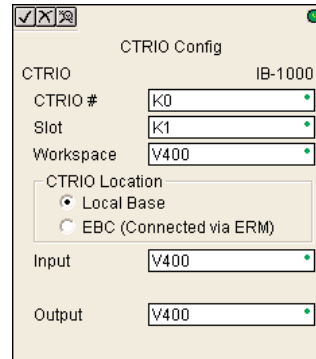 CTRIO Config
CTRIO IB-1000
CTRIO # K0
Slot K1
Workspace V400
CTRIO Location
Local Base
EBC (Connected via ERM)
Input V400
Output V400